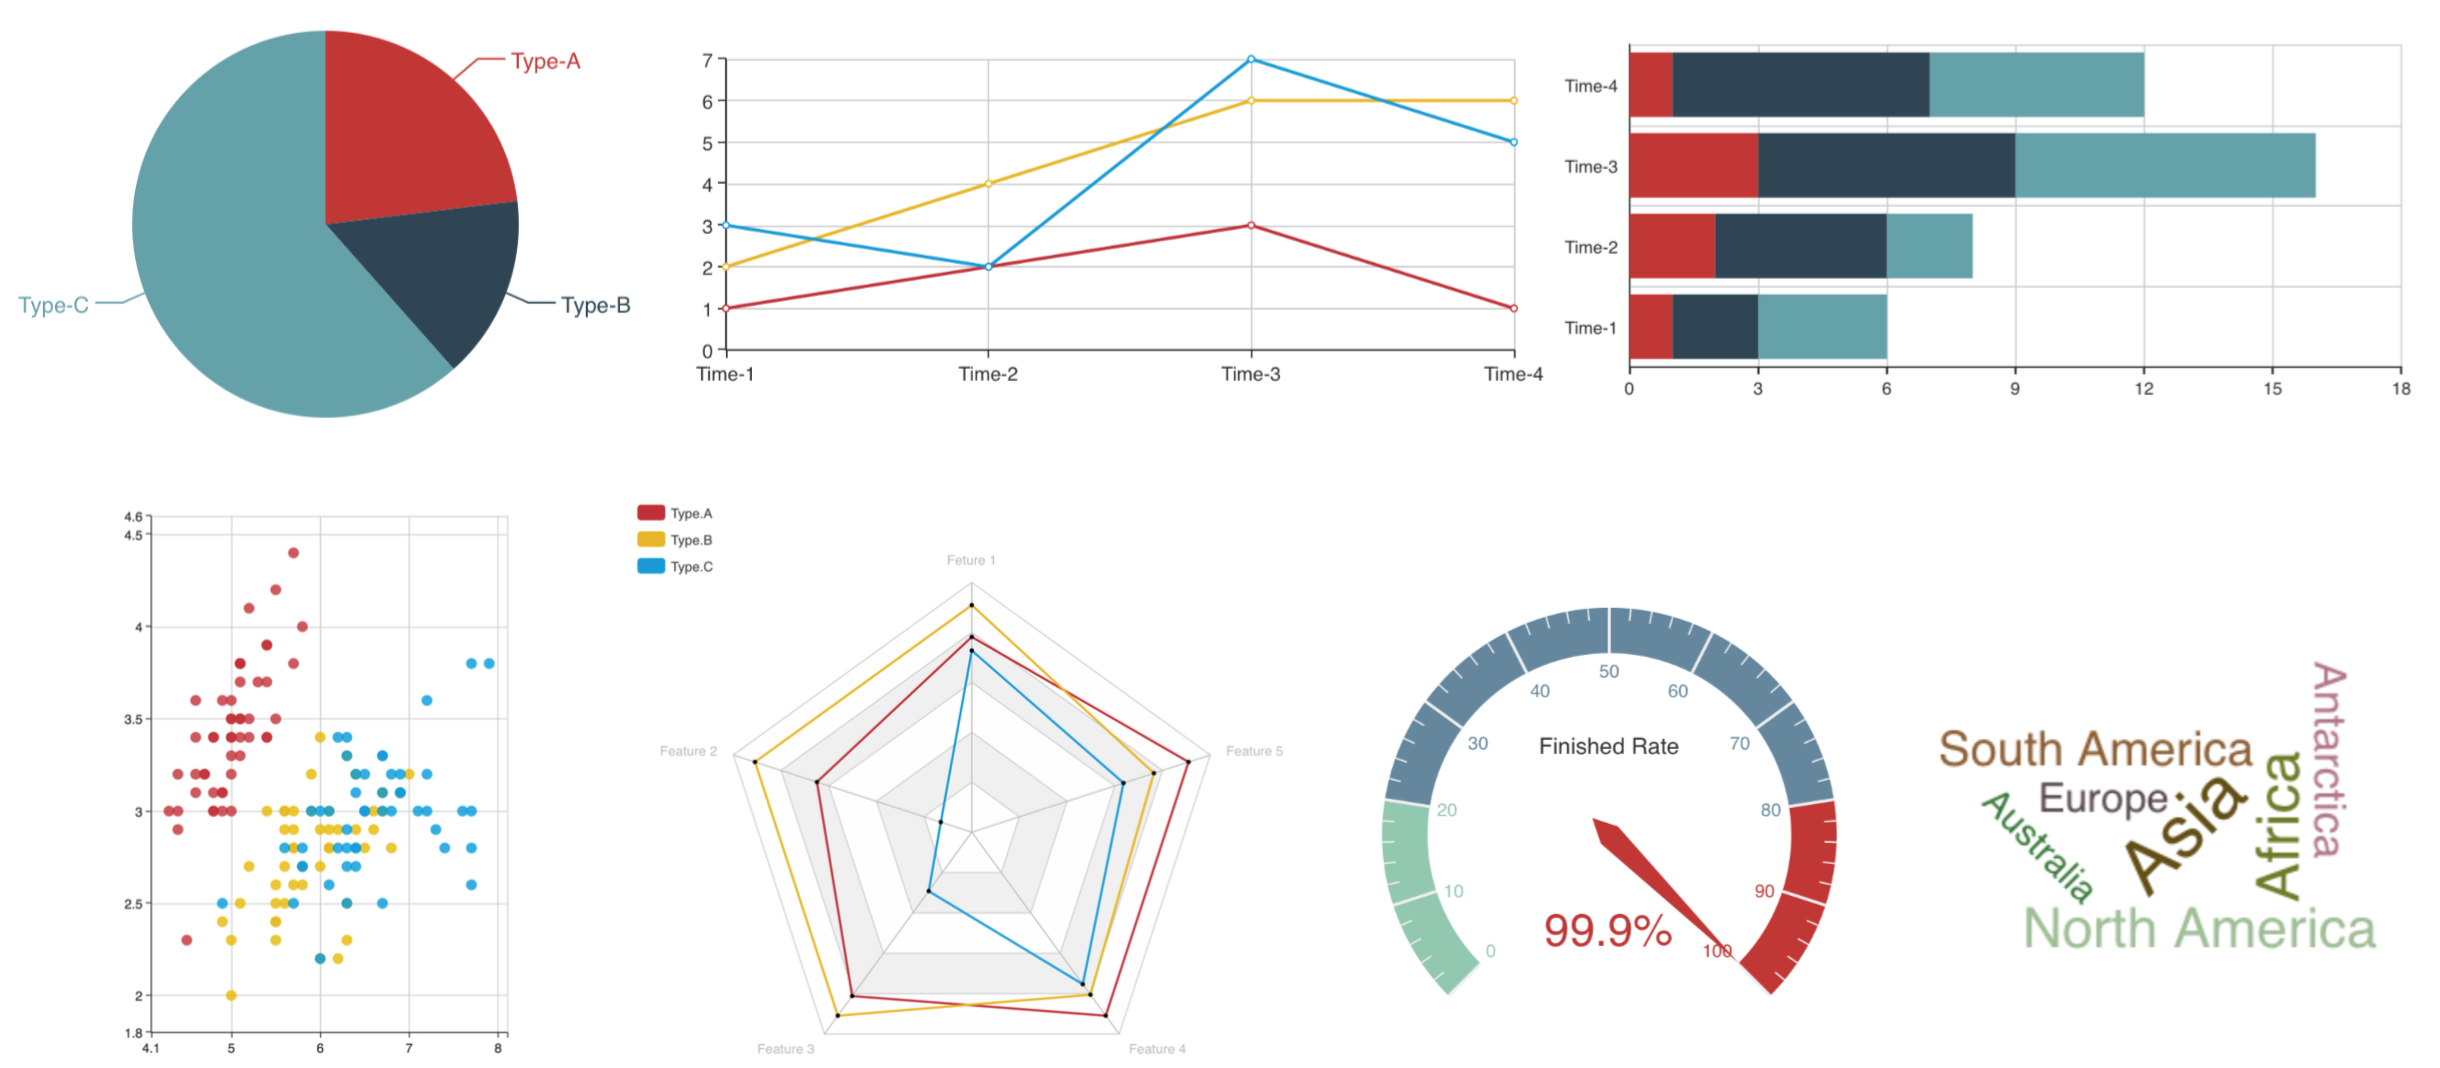 Type-A
Type-B
Type-C
7
6
5
4
3
2
1
0
Time-1 Time-2 Time-3 Time-4
Time-4
Time-3
Time-2
Time-1
0 3 6 9 12 15 18
4.6
4.5
4
3.5
3
2.5
2
1.8
4.1 5 6 7 8
Type.A
Type.B
Type.C
Feture 1
Feature 2
Feature 5
Feature 3
Feature 4
50
40
60
30
70
20
80
10
90
0
100
Finished Rate
99.9%
Antarctica
South America
Europe
Asia
Africa
Australia
North America